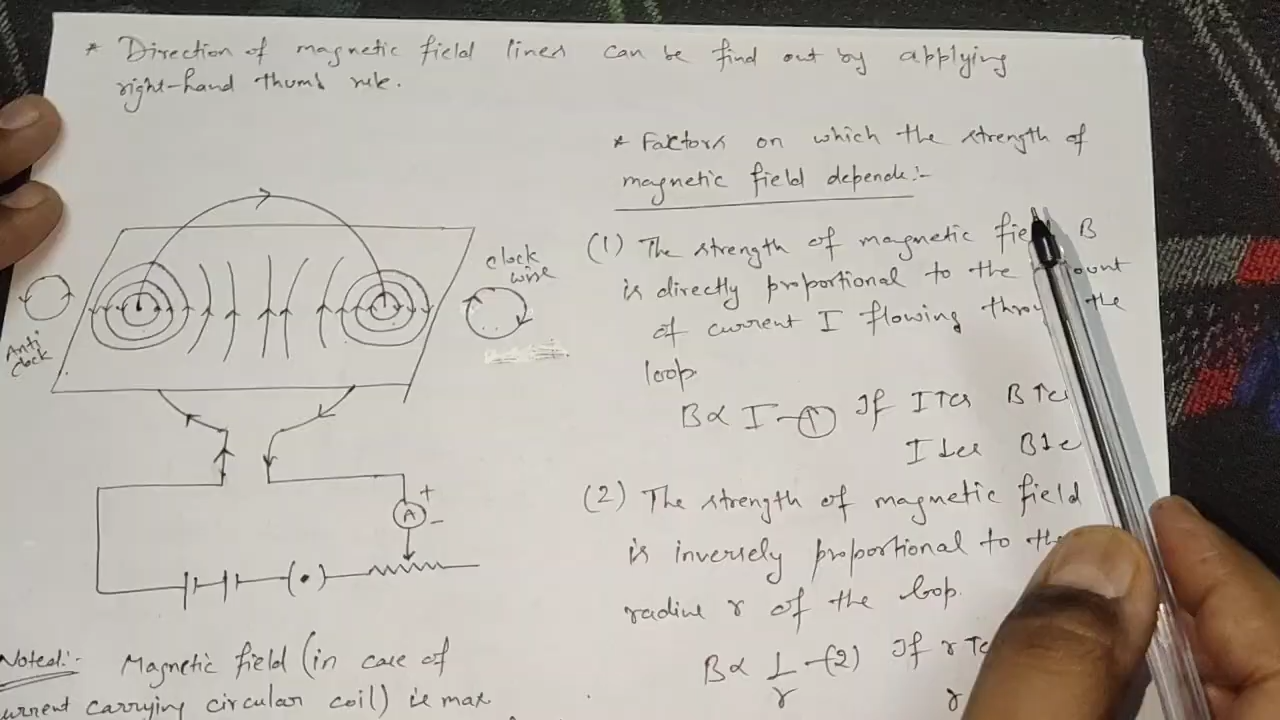 * Direction of magnetic field lines can be find out by applying
right-hand thumb rule.
* Factors on which the strength of
magnetic field depends:-
(1) The strength of magnetic B
is directly proportional to the
of current I flowing the
loop
B ∝ I –① If I↑es
I↓es
(2) The strength of magnetic field
is inversely proportional to
radius r of the loop.
B ∝ 1/r –(2) If r
r
clock
wise
Anti
clock
+
A
-
Noted:- Magnetic field (in case of
current carrying circular coil) is max